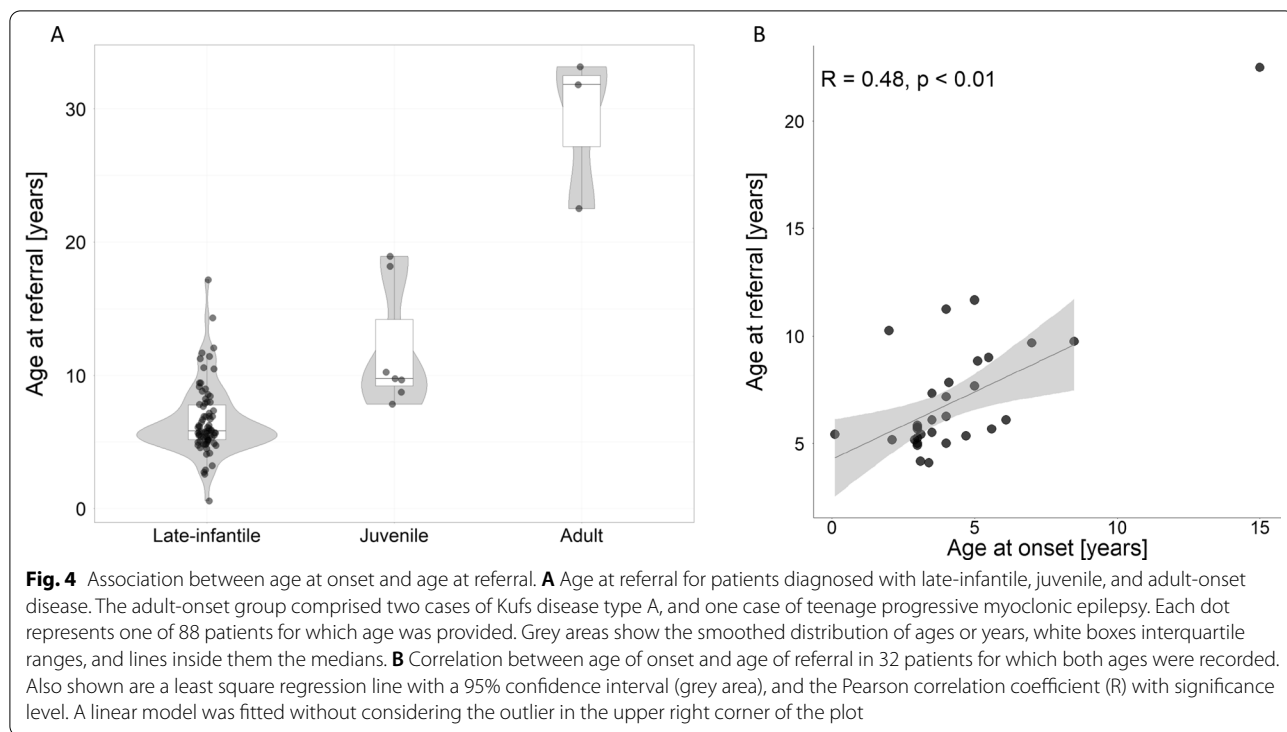 A
Age at referral [years]
30
20
10
0
Late-infantile Juvenile Adult
B
R = 0.48, p < 0.01
Age at referral [years]
20
15
10
5
0 5 10 15
Age at onset [years]
Fig. 4 Association between age at onset and age at referral. A Age at referral for patients diagnosed with late-infantile, juvenile, and adult-onset
disease. The adult-onset group comprised two cases of Kufs disease type A, and one case of teenage progressive myoclonic epilepsy. Each dot
represents one of 88 patients for which age was provided. Grey areas show the smoothed distribution of ages or years, white boxes interquartile
ranges, and lines inside them the medians. B Correlation between age of onset and age of referral in 32 patients for which both ages were recorded.
Also shown are a least square regression line with a 95% confidence interval (grey area), and the Pearson correlation coefficient (R) with significance
level. A linear model was fitted without considering the outlier in the upper right corner of the plot